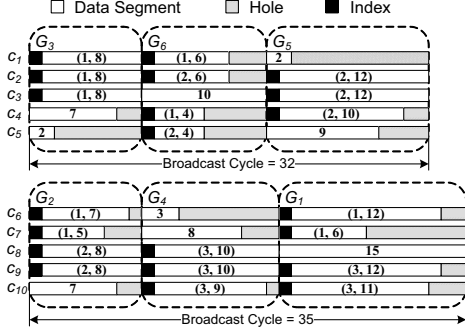 Data Segment Hole Index
G3 G6 G5
c1 (1, 8) (1, 6) 2
c2 (1, 8) (2, 6) (2, 12)
c3 (1, 8) 10 (2, 12)
c4 7 (1, 4) (2, 10)
c5 2 (2, 4) 9
Broadcast Cycle = 32
G2 G4 G1
c6 (1, 7) 3 (1, 12)
c7 (1, 5) 8 (1, 6)
c8 (2, 8) (3, 10) 15
c9 (2, 8) (3, 10) (3, 12)
c10 7 (3, 9) (3, 11)
Broadcast Cycle = 35